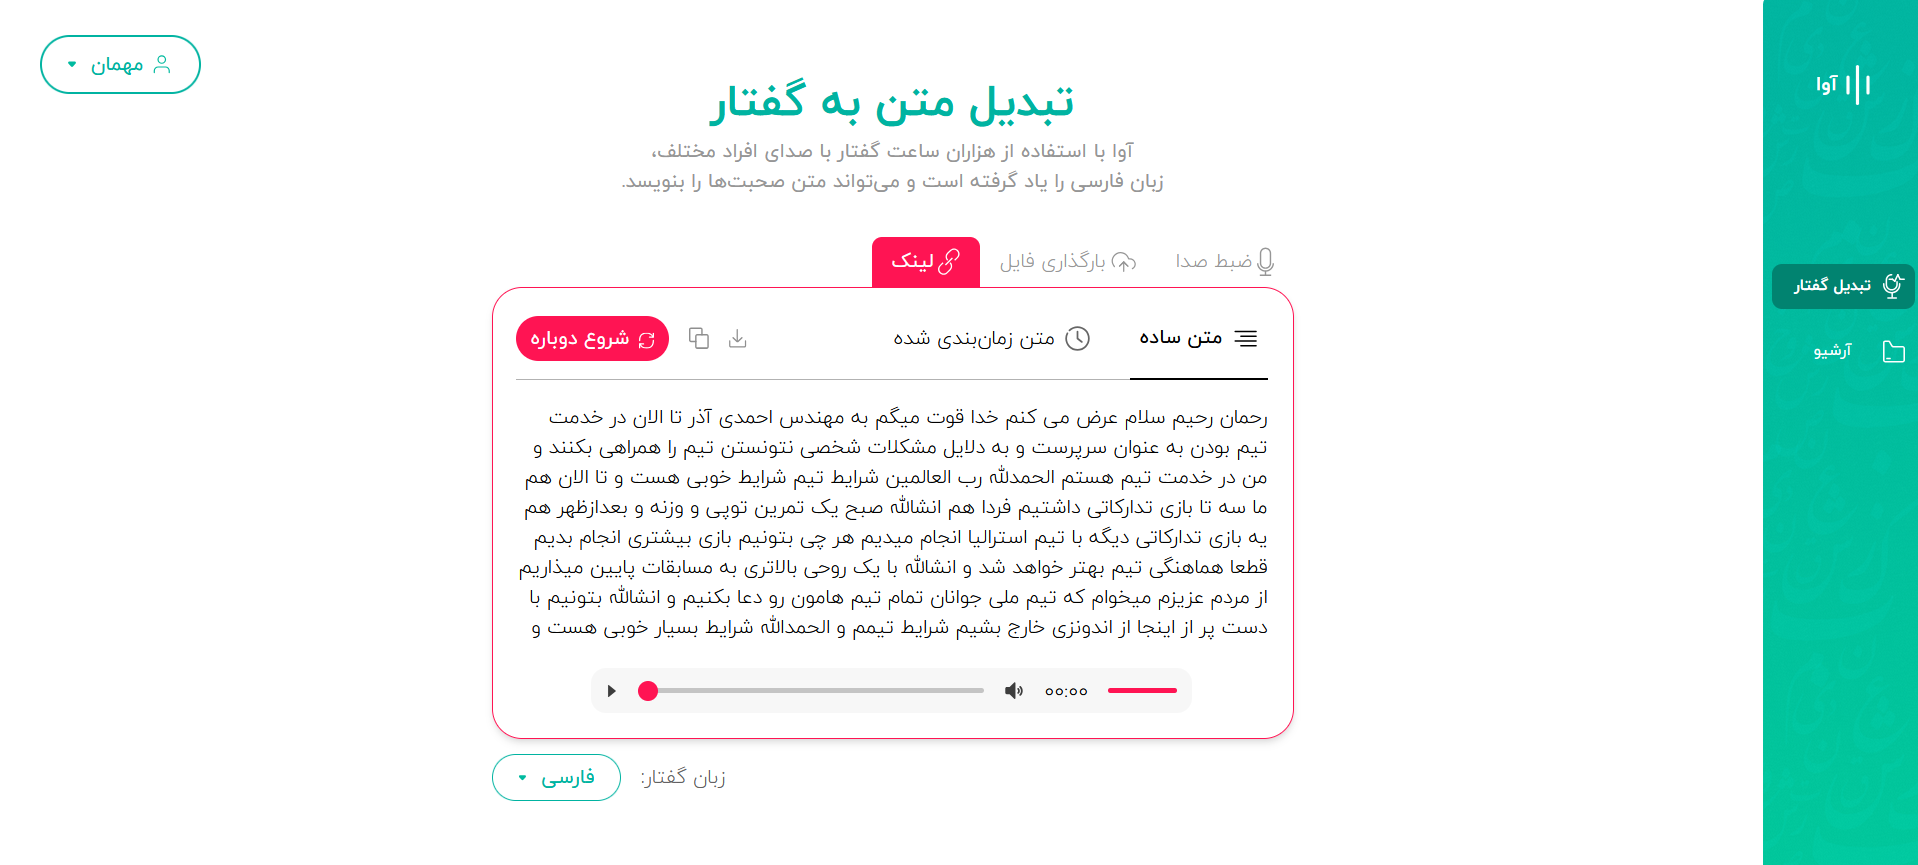 آوا
تبدیل گفتار
آرشیو
مهمان
تبدیل متن به گفتار
آوا با استفاده از هزاران ساعت گفتار با صدای افراد مختلف،
زبان فارسی را یاد گرفته است و می‌تواند متن صحبت‌ها را بنویسد.
ضبط صدا
بارگذاری فایل
لینک
متن ساده
متن زمان‌بندی شده
شروع دوباره
رحمان رحیم سلام عرض می کنم خدا قوت میگم به مهندس احمدی آذر تا الان در خدمت
تیم بودن به عنوان سرپرست و به دلایل مشکلات شخصی نتونستن تیم را همراهی بکنند و
من در خدمت تیم هستم الحمدلله رب العالمین شرایط تیم شرایط خوبی هست و تا الان هم
ما سه تا بازی تدارکاتی داشتیم فردا هم انشالله صبح یک تمرین توپی و وزنه و بعدازظهر هم
یه بازی تدارکاتی دیگه با تیم استرالیا انجام میدیم هر چی بتونیم بازی بیشتری انجام بدیم
قطعا هماهنگی تیم بهتر خواهد شد و انشالله با یک روحی بالاتری به مسابقات پایین میذاریم
از مردم عزیزم میخوام که تیم ملی جوانان تمام تیم هامون رو دعا بکنیم و انشالله بتونیم با
دست پر از اینجا از اندونزی خارج بشیم شرایط تیمم و الحمدالله شرایط بسیار خوبی هست و
۰۰:۰۰
زبان گفتار:
فارسی